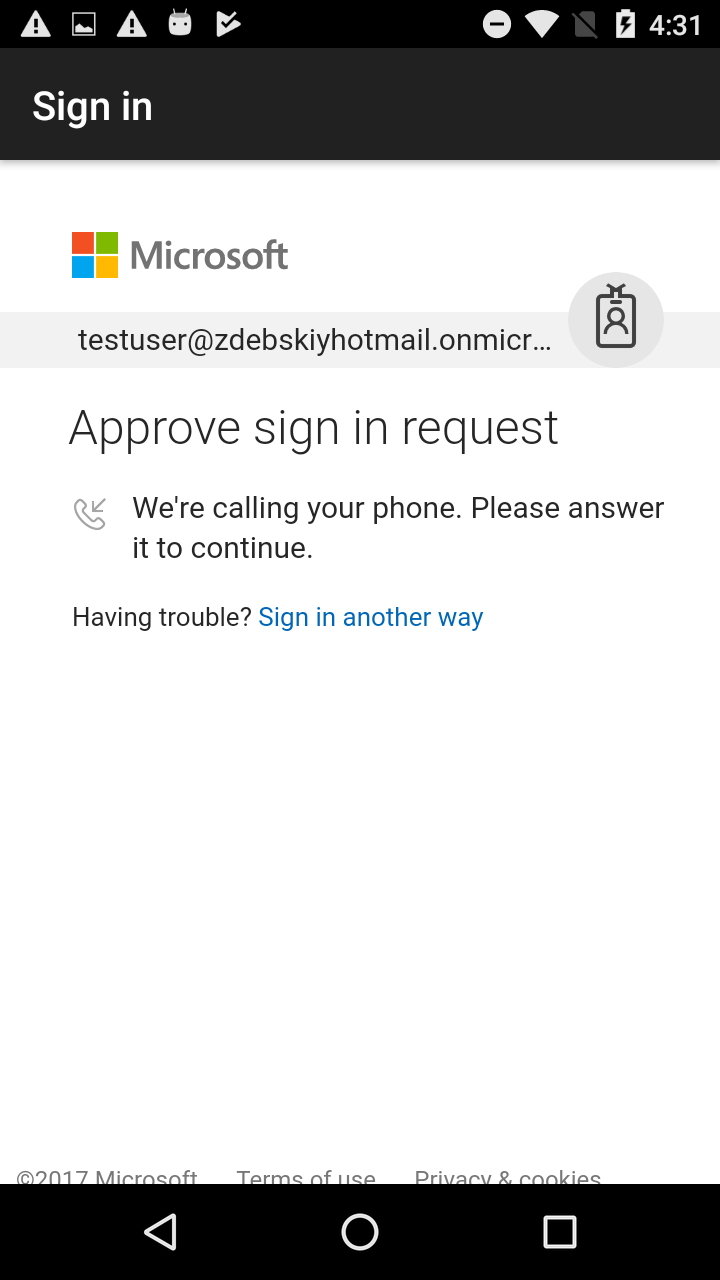 4:31
Sign in
Microsoft
testuser@zdebskiyhotmail.onmicr...
Approve sign in request
We're calling your phone. Please answer
it to continue.
Having trouble? Sign in another way
©2017 Microsoft Terms of use Privacy & cookies